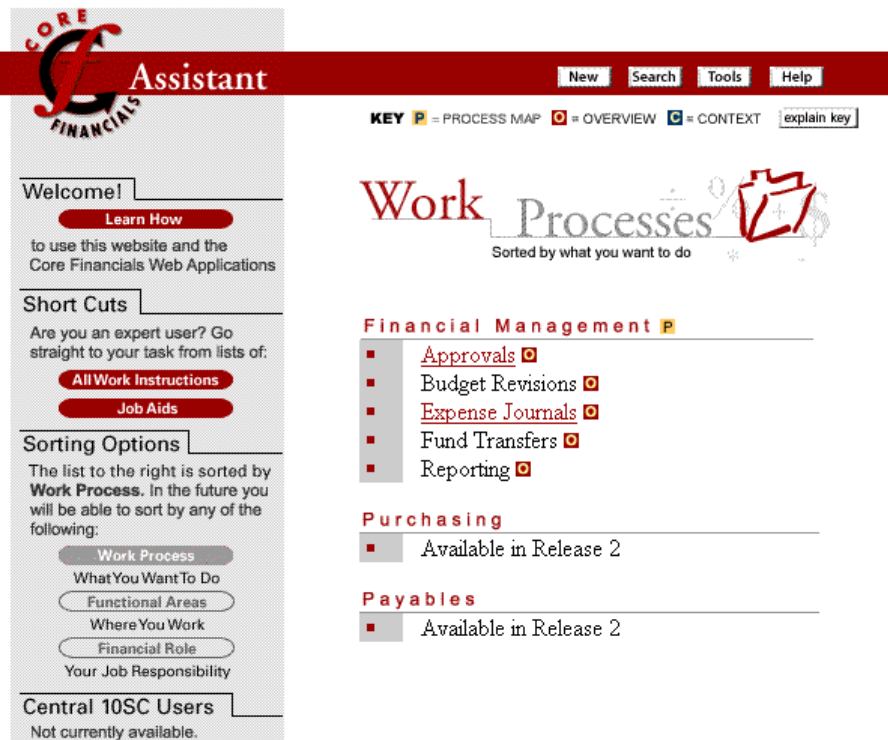 CORE
Assistant
FINANCIALS
New Search Tools Help
KEY P = PROCESS MAP O = OVERVIEW C = CONTEXT explain key
Welcome!
Learn How
to use this website and the
Core Financials Web Applications
Short Cuts
Are you an expert user? Go
straight to your task from lists of:
All Work Instructions
Job Aids
Sorting Options
The list to the right is sorted by
Work Process. In the future you
will be able to sort by any of the
following:
Work Process
What You Want To Do
Functional Areas
Where You Work
Financial Role
Your Job Responsibility
Central 10SC Users
Not currently available.
Work Processes
Sorted by what you want to do
Financial Management P
Approvals O
Budget Revisions O
Expense Journals O
Fund Transfers O
Reporting O
Purchasing
Available in Release 2
Payables
Available in Release 2